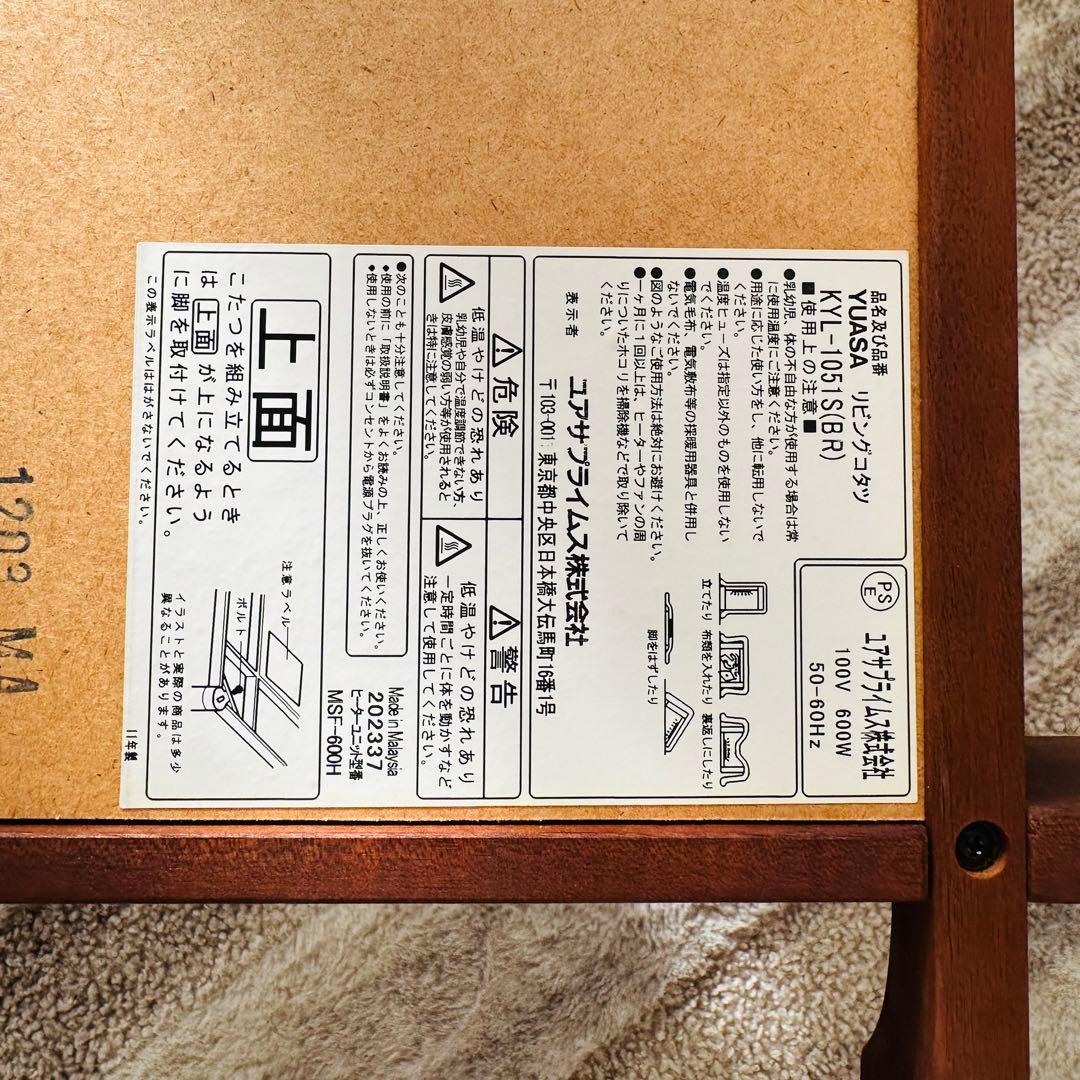 品名及び品番
YUASA リビングコタツ
KYL-1051S(BR)
■使用上の注意■
●乳幼児、体の不自由な方が使用する場合は常
に使用温度にご注意ください。
●用途に応じた使い方をし、他に転用しないで
ください。
●温度ヒューズは指定以外のものを使用しない
でください。
●電気毛布、電気敷布等の採暖用器具と併用し
ないでください。
●図のようなご使用方法は絶対にお避けください。
●一ヶ月に1回以上は、ヒーターやファンの周
りについたホコリを掃除機などで取り除いて
ください。
PS
E
ユアサプライムス株式会社
100V 600W
50-60Hz
立てたり
布類を入れたり
裏返しにしたり
脚をはずしたり
表示者
ユアサプライムス株式会社
〒103-001 東京都中央区日本橋大伝馬町16番1号
危険
低温やけどの恐れあり
乳幼児や自分で温度調節できない方、
皮膚感覚の弱い方等が使用されると
きは特に注意してください。
警告
低温やけどの恐れあり
一定時間ごとに体を動かすなど
注意して使用してください。
●次のことも十分注意してください。
•使用の前に「取扱説明書」をよくお読みの上、正しくお使いください。
•使用しないときは必ずコンセントから電源プラグを抜いてください。
Made in Malaysia
202337
ヒーターユニット型番
MSF-600H
上面
こたつを組み立てるとき
は 上面 が上になるよう
に脚を取付けてください。
注意ラベル
ボルト
イラストと実際の商品は多少
異なることがあります。
この表示ラベルははがさないでください。
11年製